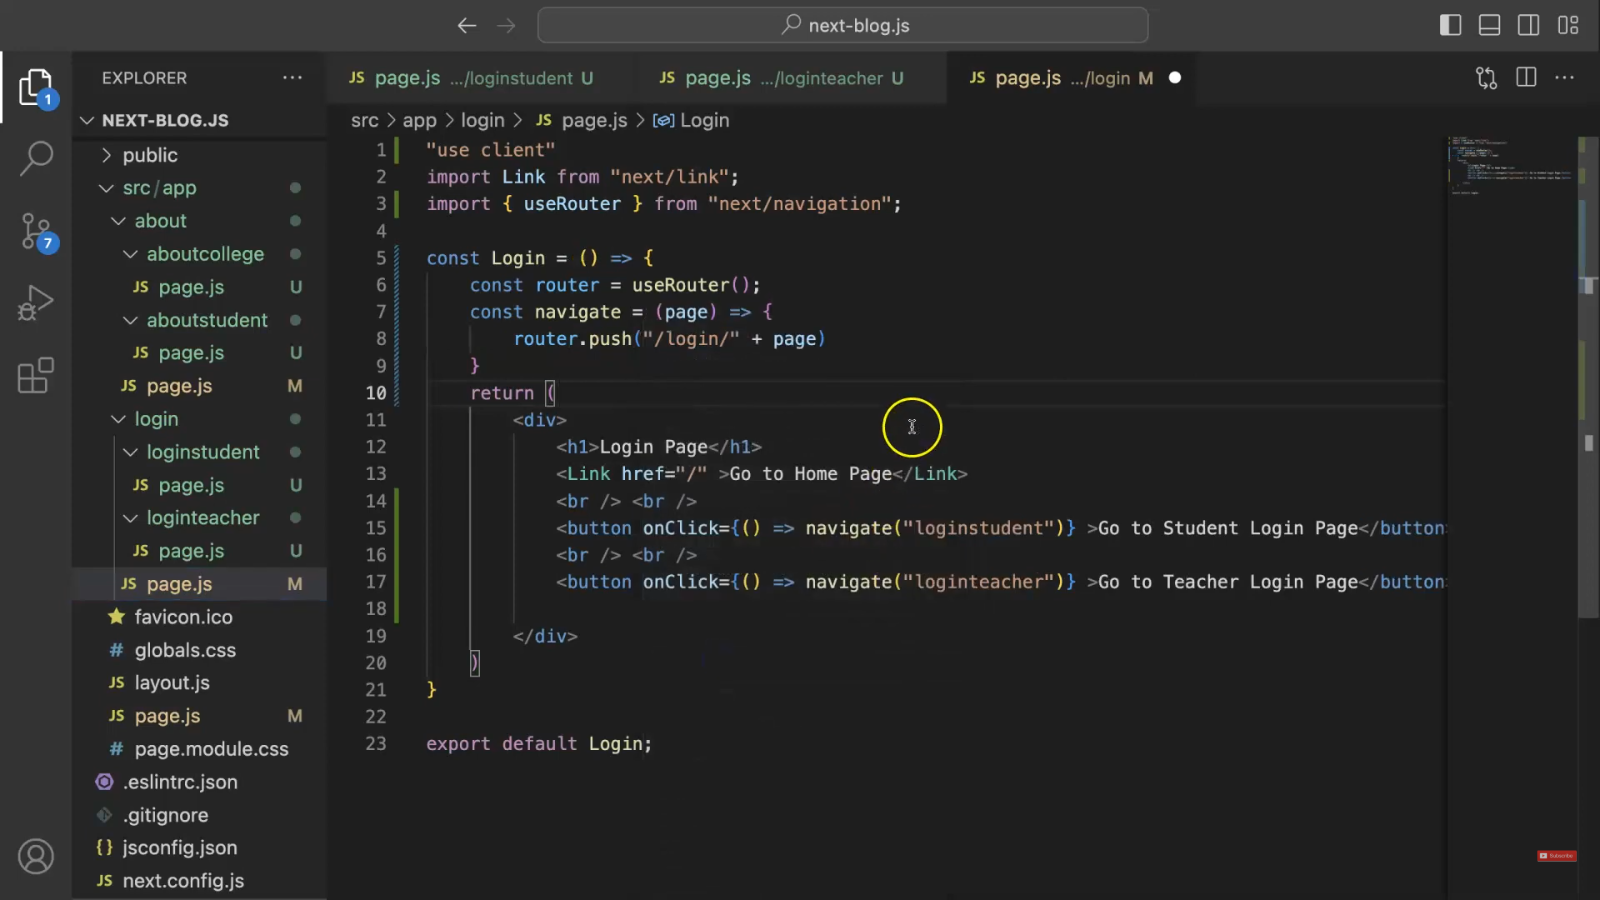 next-blog.js
EXPLORER ...
JS page.js .../loginstudent U
JS page.js .../loginteacher U
JS page.js .../login M
1
NEXT-BLOG.JS
src > app > login > JS page.js > Login
public
src/app
about
aboutcollege
JS page.js U
aboutstudent
JS page.js U
JS page.js M
login
loginstudent
JS page.js U
loginteacher
JS page.js U
JS page.js M
favicon.ico
# globals.css
JS layout.js
JS page.js M
# page.module.css
.eslintrc.json
.gitignore
{} jsconfig.json
JS next.config.js
7
1 "use client"
2 import Link from "next/link";
3 import { useRouter } from "next/navigation";
4
5 const Login = () => {
6 const router = useRouter();
7 const navigate = (page) => {
8 router.push("/login/" + page)
9 }
10 return (
11 <div>
12 <h1>Login Page</h1>
13 <Link href="/" >Go to Home Page</Link>
14 <br /> <br />
15 <button onClick={() => navigate("loginstudent")} >Go to Student Login Page</button>
16 <br /> <br />
17 <button onClick={() => navigate("loginteacher")} >Go to Teacher Login Page</button>
18
19 </div>
20 )
21 }
22
23 export default Login;
Subscribe